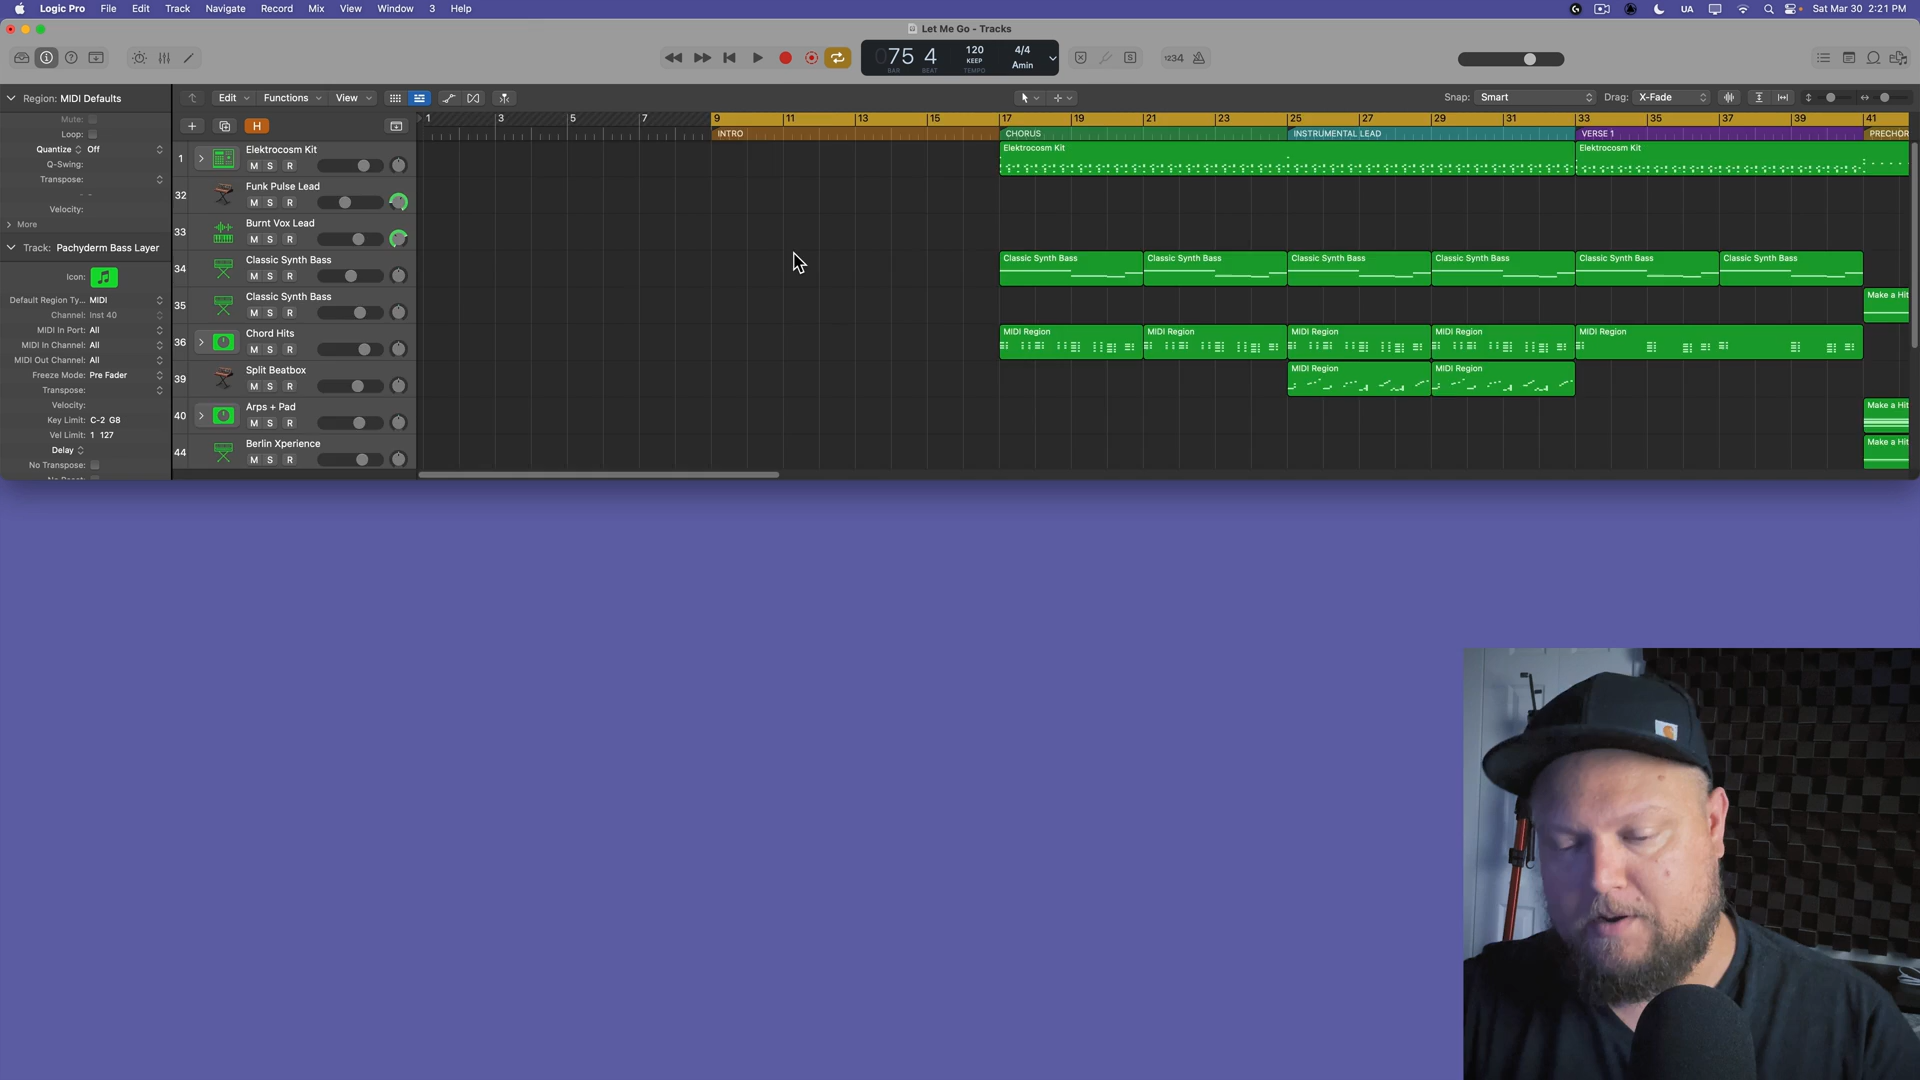 Logic Pro File Edit Track Navigate Record Mix View Window 3 Help UA Sat Mar 30 2:21 PM
Let Me Go - Tracks
075 4 120 4/4
KEEP Amin
BAR BEAT TEMPO
1234
Region: MIDI Defaults
Edit Functions View
Snap: Smart Drag: X-Fade
Mute:
Loop:
Quantize Off
Q-Swing:
Transpose:
Velocity:
More
Track: Pachyderm Bass Layer
Icon:
Default Region Ty... MIDI
Channel: Inst 40
MIDI In Port: All
MIDI In Channel: All
MIDI Out Channel: All
Freeze Mode: Pre Fader
Transpose:
Velocity:
Key Limit: C-2 G8
Vel Limit: 1 127
Delay
No Transpose:
H
1 3 5 7 9 11 13 15 17 19 21 23 25 27 29 31 33 35 37 39 41
INTRO CHORUS INSTRUMENTAL LEAD VERSE 1 PRECHOR
1 Elektrocosm Kit
M S R
32 Funk Pulse Lead
M S R
33 Burnt Vox Lead
M S R
34 Classic Synth Bass
M S R
35 Classic Synth Bass
M S R
36 Chord Hits
M S R
39 Split Beatbox
M S R
40 Arps + Pad
M S R
44 Berlin Xperience
M S R
Elektrocosm Kit Elektrocosm Kit
Classic Synth Bass Classic Synth Bass Classic Synth Bass Classic Synth Bass Classic Synth Bass Classic Synth Bass
Make a Hit
MIDI Region MIDI Region MIDI Region MIDI Region MIDI Region
MIDI Region MIDI Region
Make a Hit
Make a Hit